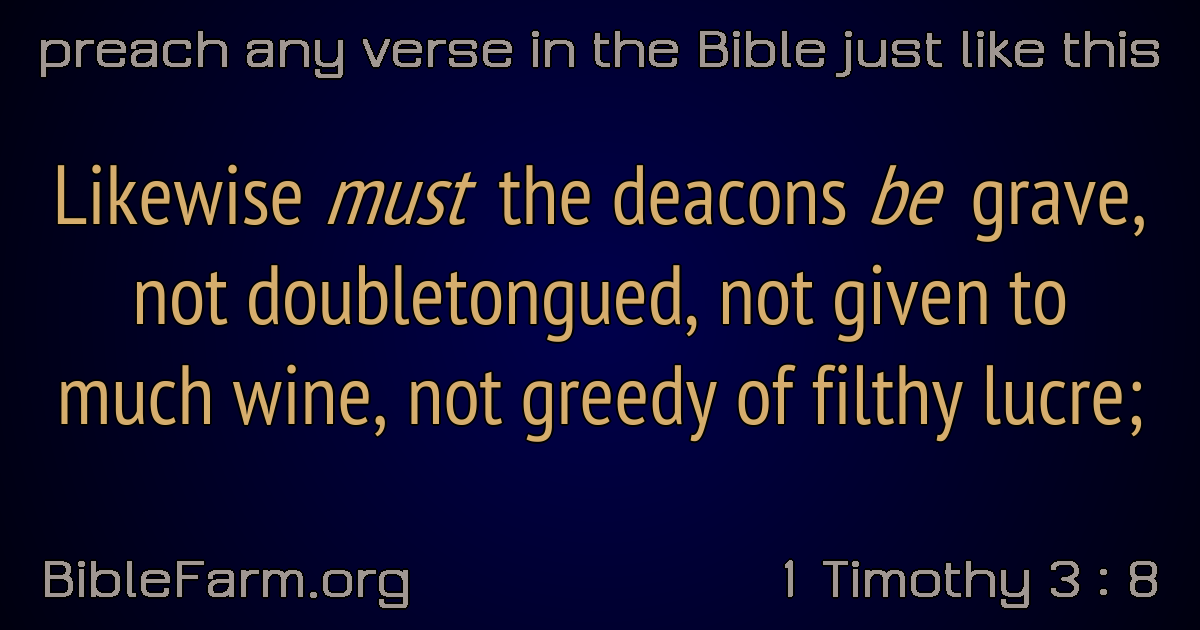 preach any verse in the Bible just like this
Likewise must the deacons be grave,
not doubletongued, not given to
much wine, not greedy of filthy lucre;
BibleFarm.org
1 Timothy 3 : 8